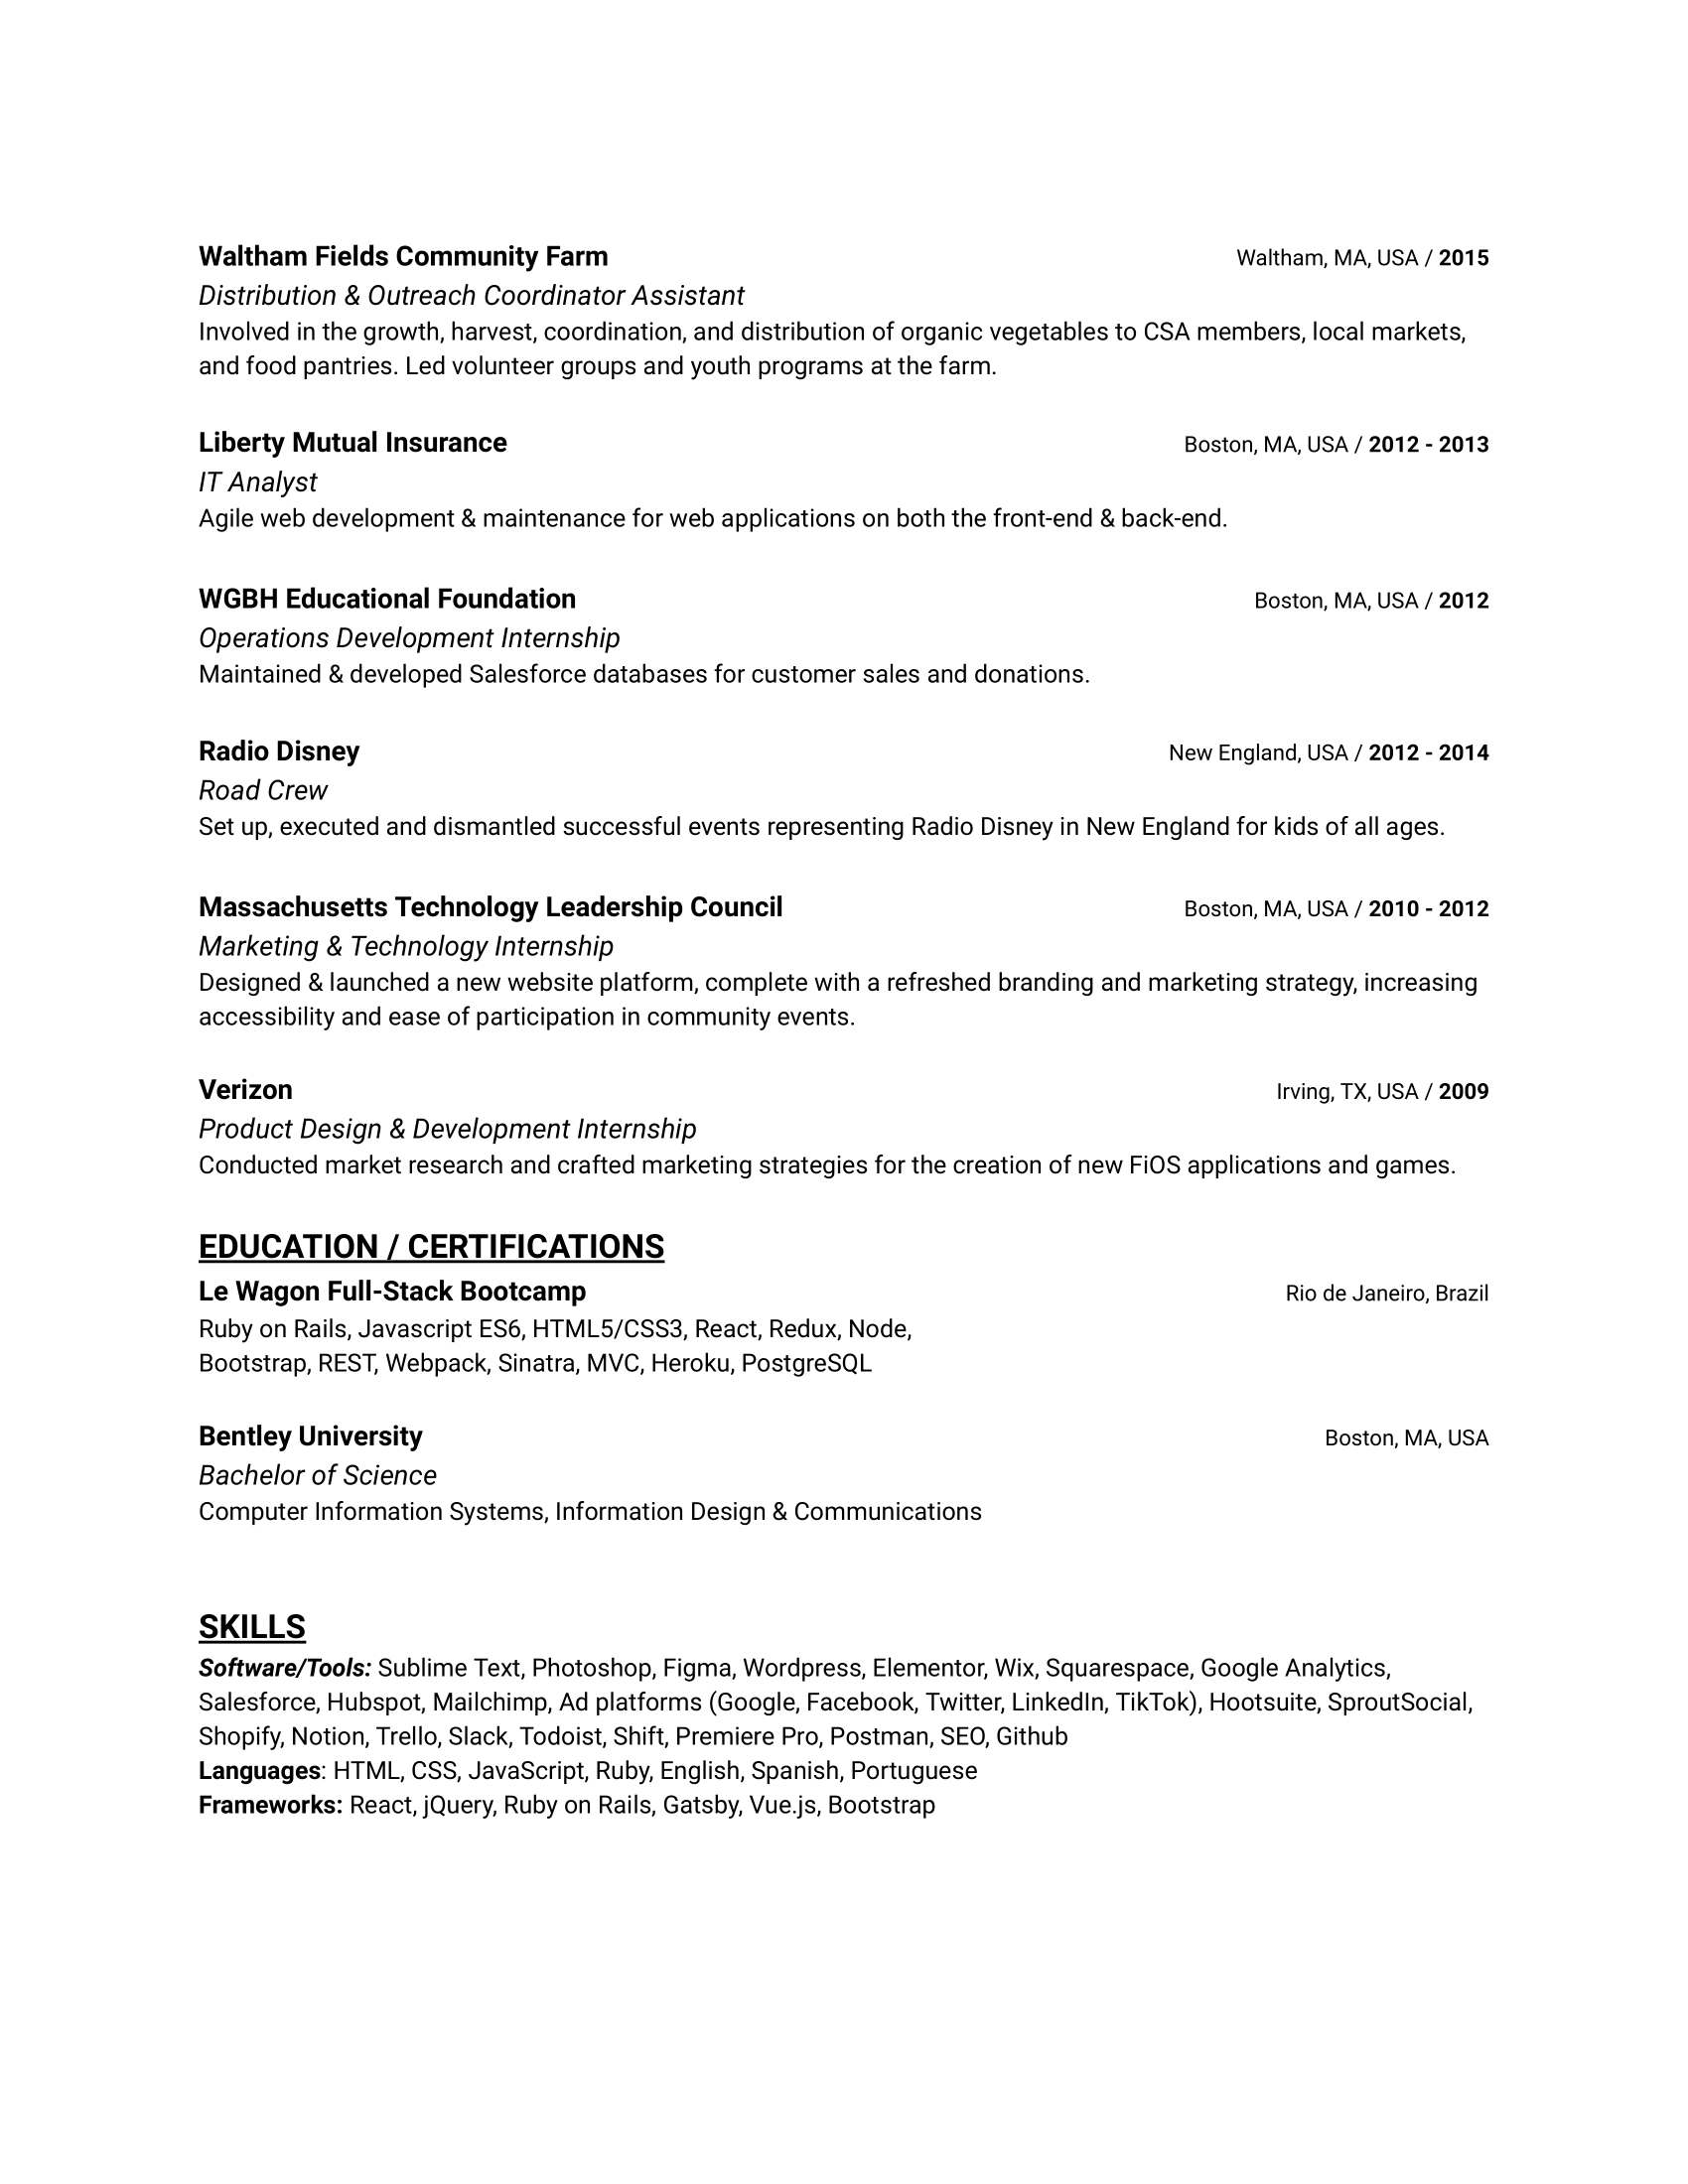 Waltham Fields Community Farm Waltham, MA, USA / 2015
Distribution & Outreach Coordinator Assistant
Involved in the growth, harvest, coordination, and distribution of organic vegetables to CSA members, local markets,
and food pantries. Led volunteer groups and youth programs at the farm.
Liberty Mutual Insurance Boston, MA, USA / 2012 - 2013
IT Analyst
Agile web development & maintenance for web applications on both the front-end & back-end.
WGBH Educational Foundation Boston, MA, USA / 2012
Operations Development Internship
Maintained & developed Salesforce databases for customer sales and donations.
Radio Disney New England, USA / 2012 - 2014
Road Crew
Set up, executed and dismantled successful events representing Radio Disney in New England for kids of all ages.
Massachusetts Technology Leadership Council Boston, MA, USA / 2010 - 2012
Marketing & Technology Internship
Designed & launched a new website platform, complete with a refreshed branding and marketing strategy, increasing
accessibility and ease of participation in community events.
Verizon Irving, TX, USA / 2009
Product Design & Development Internship
Conducted market research and crafted marketing strategies for the creation of new FiOS applications and games.
EDUCATION / CERTIFICATIONS
Le Wagon Full-Stack Bootcamp Rio de Janeiro, Brazil
Ruby on Rails, Javascript ES6, HTML5/CSS3, React, Redux, Node,
Bootstrap, REST, Webpack, Sinatra, MVC, Heroku, PostgreSQL
Bentley University Boston, MA, USA
Bachelor of Science
Computer Information Systems, Information Design & Communications
SKILLS
Software/Tools: Sublime Text, Photoshop, Figma, Wordpress, Elementor, Wix, Squarespace, Google Analytics,
Salesforce, Hubspot, Mailchimp, Ad platforms (Google, Facebook, Twitter, LinkedIn, TikTok), Hootsuite, SproutSocial,
Shopify, Notion, Trello, Slack, Todoist, Shift, Premiere Pro, Postman, SEO, Github
Languages: HTML, CSS, JavaScript, Ruby, English, Spanish, Portuguese
Frameworks: React, jQuery, Ruby on Rails, Gatsby, Vue.js, Bootstrap